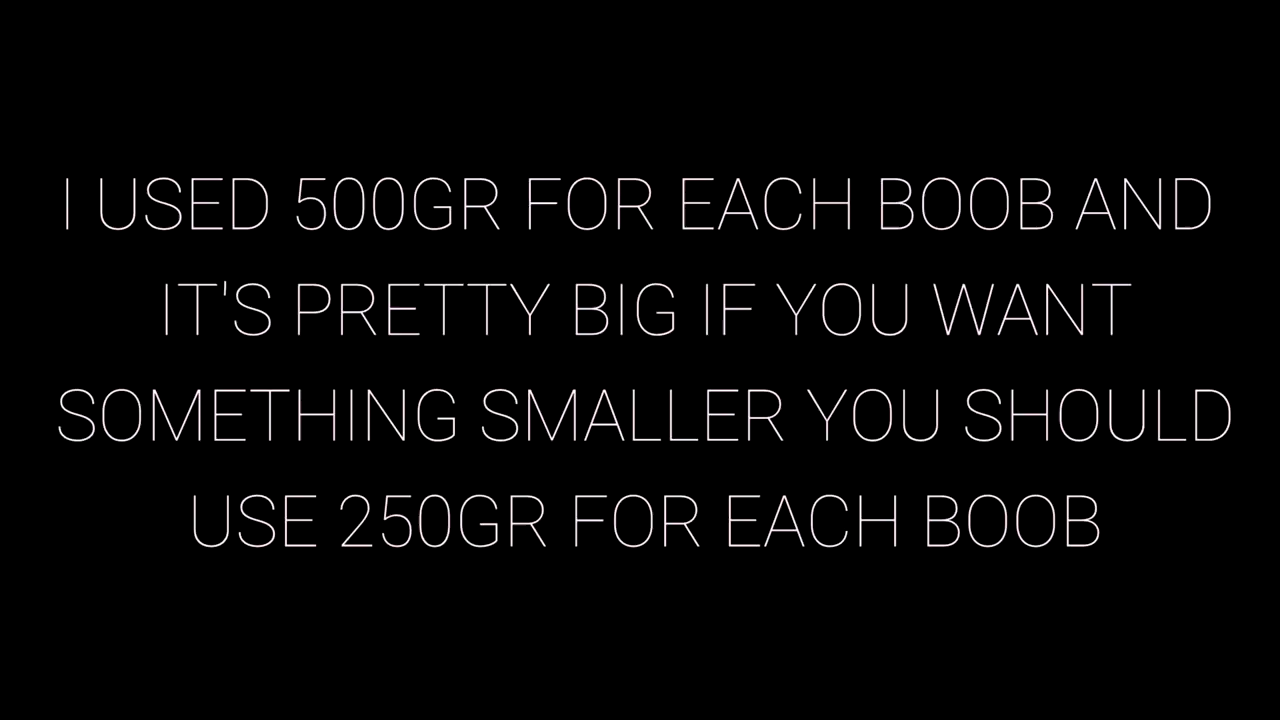 I USED 500GR FOR EACH BOOB AND
IT'S PRETTY BIG IF YOU WANT
SOMETHING SMALLER YOU SHOULD
USE 250GR FOR EACH BOOB